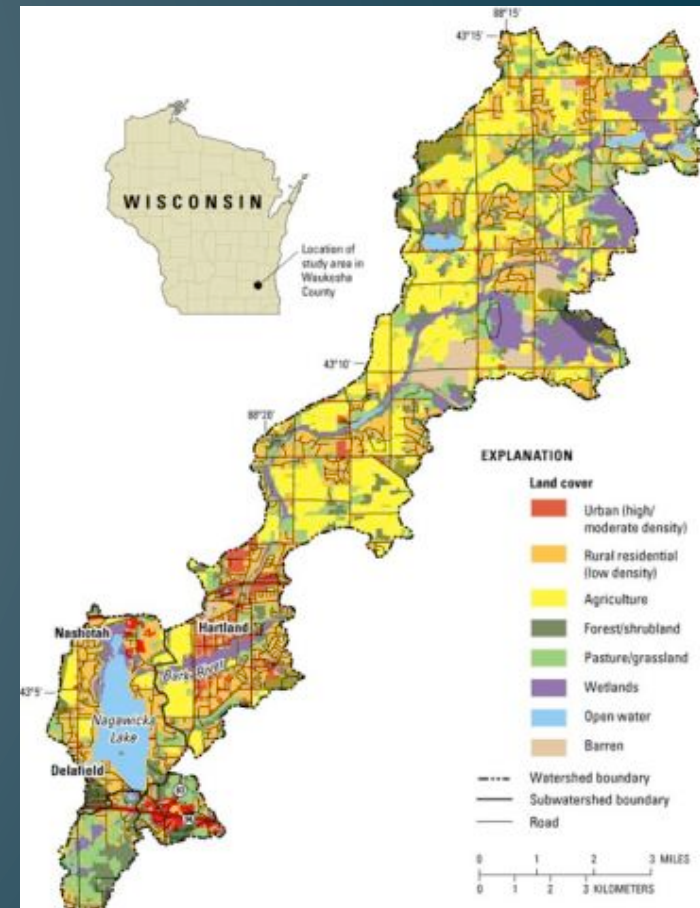 88°15'
43°15'
WISCONSIN
Location of
study area in
Waukesha
County
43°10'
88°20'
EXPLANATION
Land cover
Urban (high/
moderate density)
Rural residential
(low density)
Agriculture
Forest/shrubland
Pasture/grassland
Wetlands
Open water
Barren
Watershed boundary
Subwatershed boundary
Road
0 1 2 3 MILES
0 1 2 3 KILOMETERS
Hartland
Nashotah
Bark River
43°5'
Nagawicka
Lake
Delafield
83
94